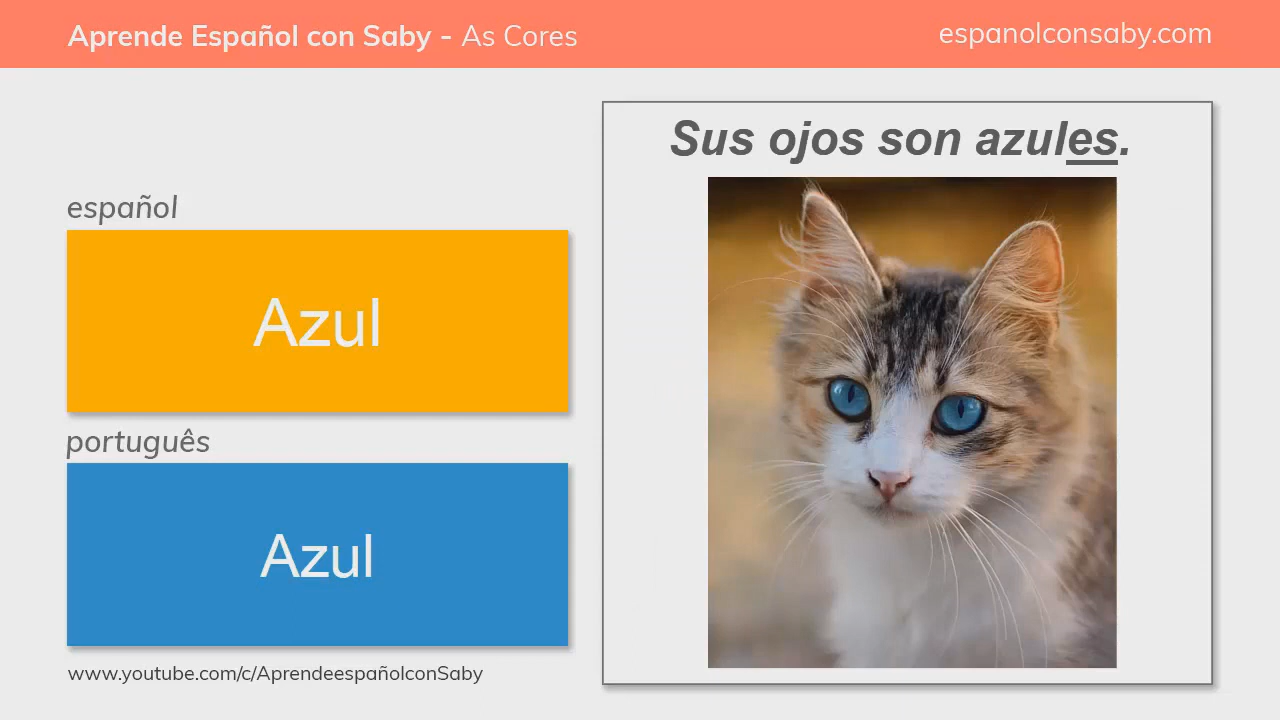 Aprende Español con Saby - As Cores
espanolconsaby.com
español
Azul
português
Azul
www.youtube.com/c/AprendeespañolconSaby
Sus ojos son azules.